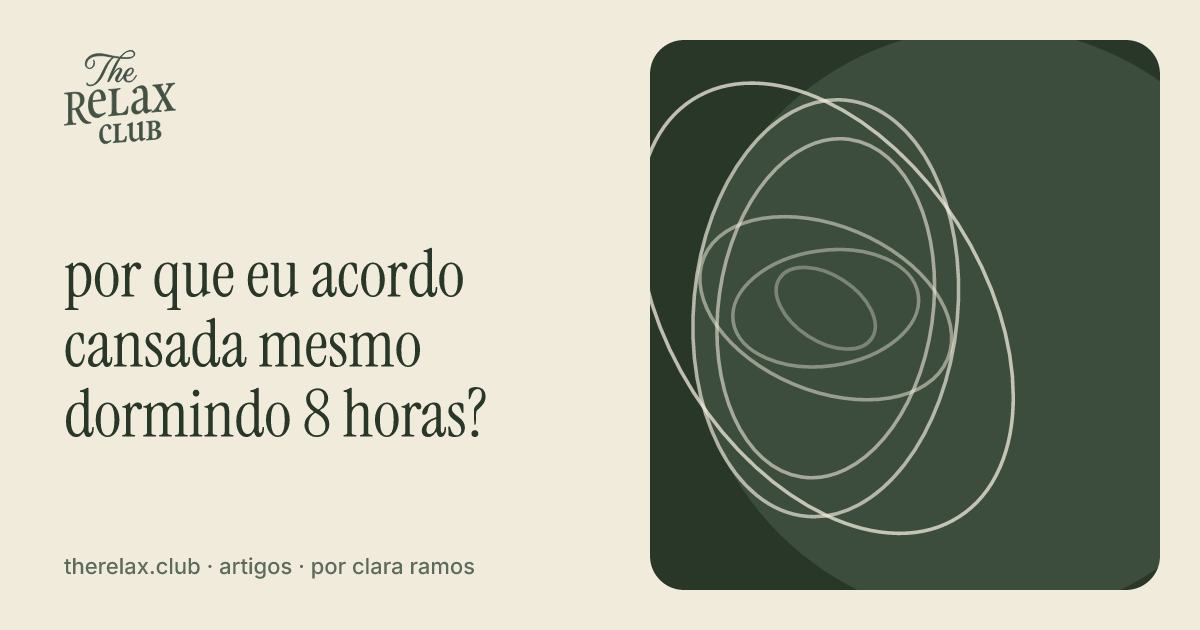 The
Relax
Club
por que eu acordo
cansada mesmo
dormindo 8 horas?
therelax.club · artigos · por clara ramos